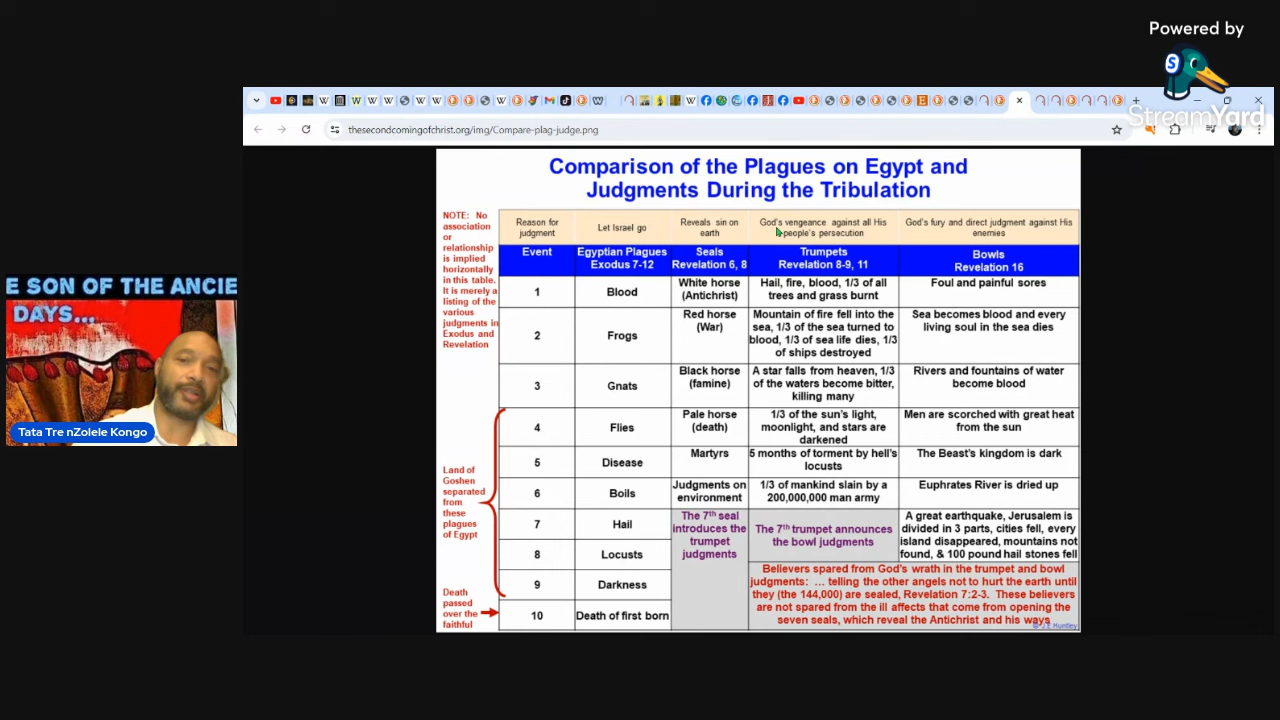 Powered by
StreamYard
thesecondcomingofchrist.org/img/Compare-plag-judge.png
Comparison of the Plagues on Egypt and
Judgments During the Tribulation
NOTE: No
association
or
relationship
is implied
horizontally
in this table.
It is merely a
listing of the
various
judgments in
Exodus and
Revelation
Reason for
judgment
Let Israel go
Reveals sin on
earth
God's vengeance against all His
people's persecution
God's fury and direct judgment against His
enemies
Event
Egyptian Plagues
Exodus 7-12
Seals
Revelation 6, 8
Trumpets
Revelation 8-9, 11
Bowls
Revelation 16
1
Blood
White horse
(Antichrist)
Hail, fire, blood, 1/3 of all
trees and grass burnt
Foul and painful sores
2
Frogs
Red horse
(War)
Mountain of fire fell into the
sea, 1/3 of the sea turned to
blood, 1/3 of sea life dies, 1/3
of ships destroyed
Sea becomes blood and every
living soul in the sea dies
3
Gnats
Black horse
(famine)
A star falls from heaven, 1/3
of the waters become bitter,
killing many
Rivers and fountains of water
become blood
4
Flies
Pale horse
(death)
1/3 of the sun's light,
moonlight, and stars are
darkened
Men are scorched with great heat
from the sun
5
Disease
Martyrs
5 months of torment by hell's
locusts
The Beast's kingdom is dark
6
Boils
Judgments on
environment
1/3 of mankind slain by a
200,000,000 man army
Euphrates River is dried up
7
Hail
The 7th seal
introduces the
trumpet
judgments
The 7th trumpet announces
the bowl judgments
A great earthquake, Jerusalem is
divided in 3 parts, cities fell, every
island disappeared, mountains not
found, & 100 pound hail stones fell
8
Locusts
9
Darkness
10
Death of first born
Believers spared from God's wrath in the trumpet and bowl
judgments: ... telling the other angels not to hurt the earth until
they (the 144,000) are sealed, Revelation 7:2-3. These believers
are not spared from the ill affects that come from opening the
seven seals, which reveal the Antichrist and his ways
© J E Huntley
Land of
Goshen
separated
from
these
plagues
of Egypt
Death
passed
over the
faithful
E SON OF THE ANCIE
DAYS...
Tata Tre nZolele Kongo